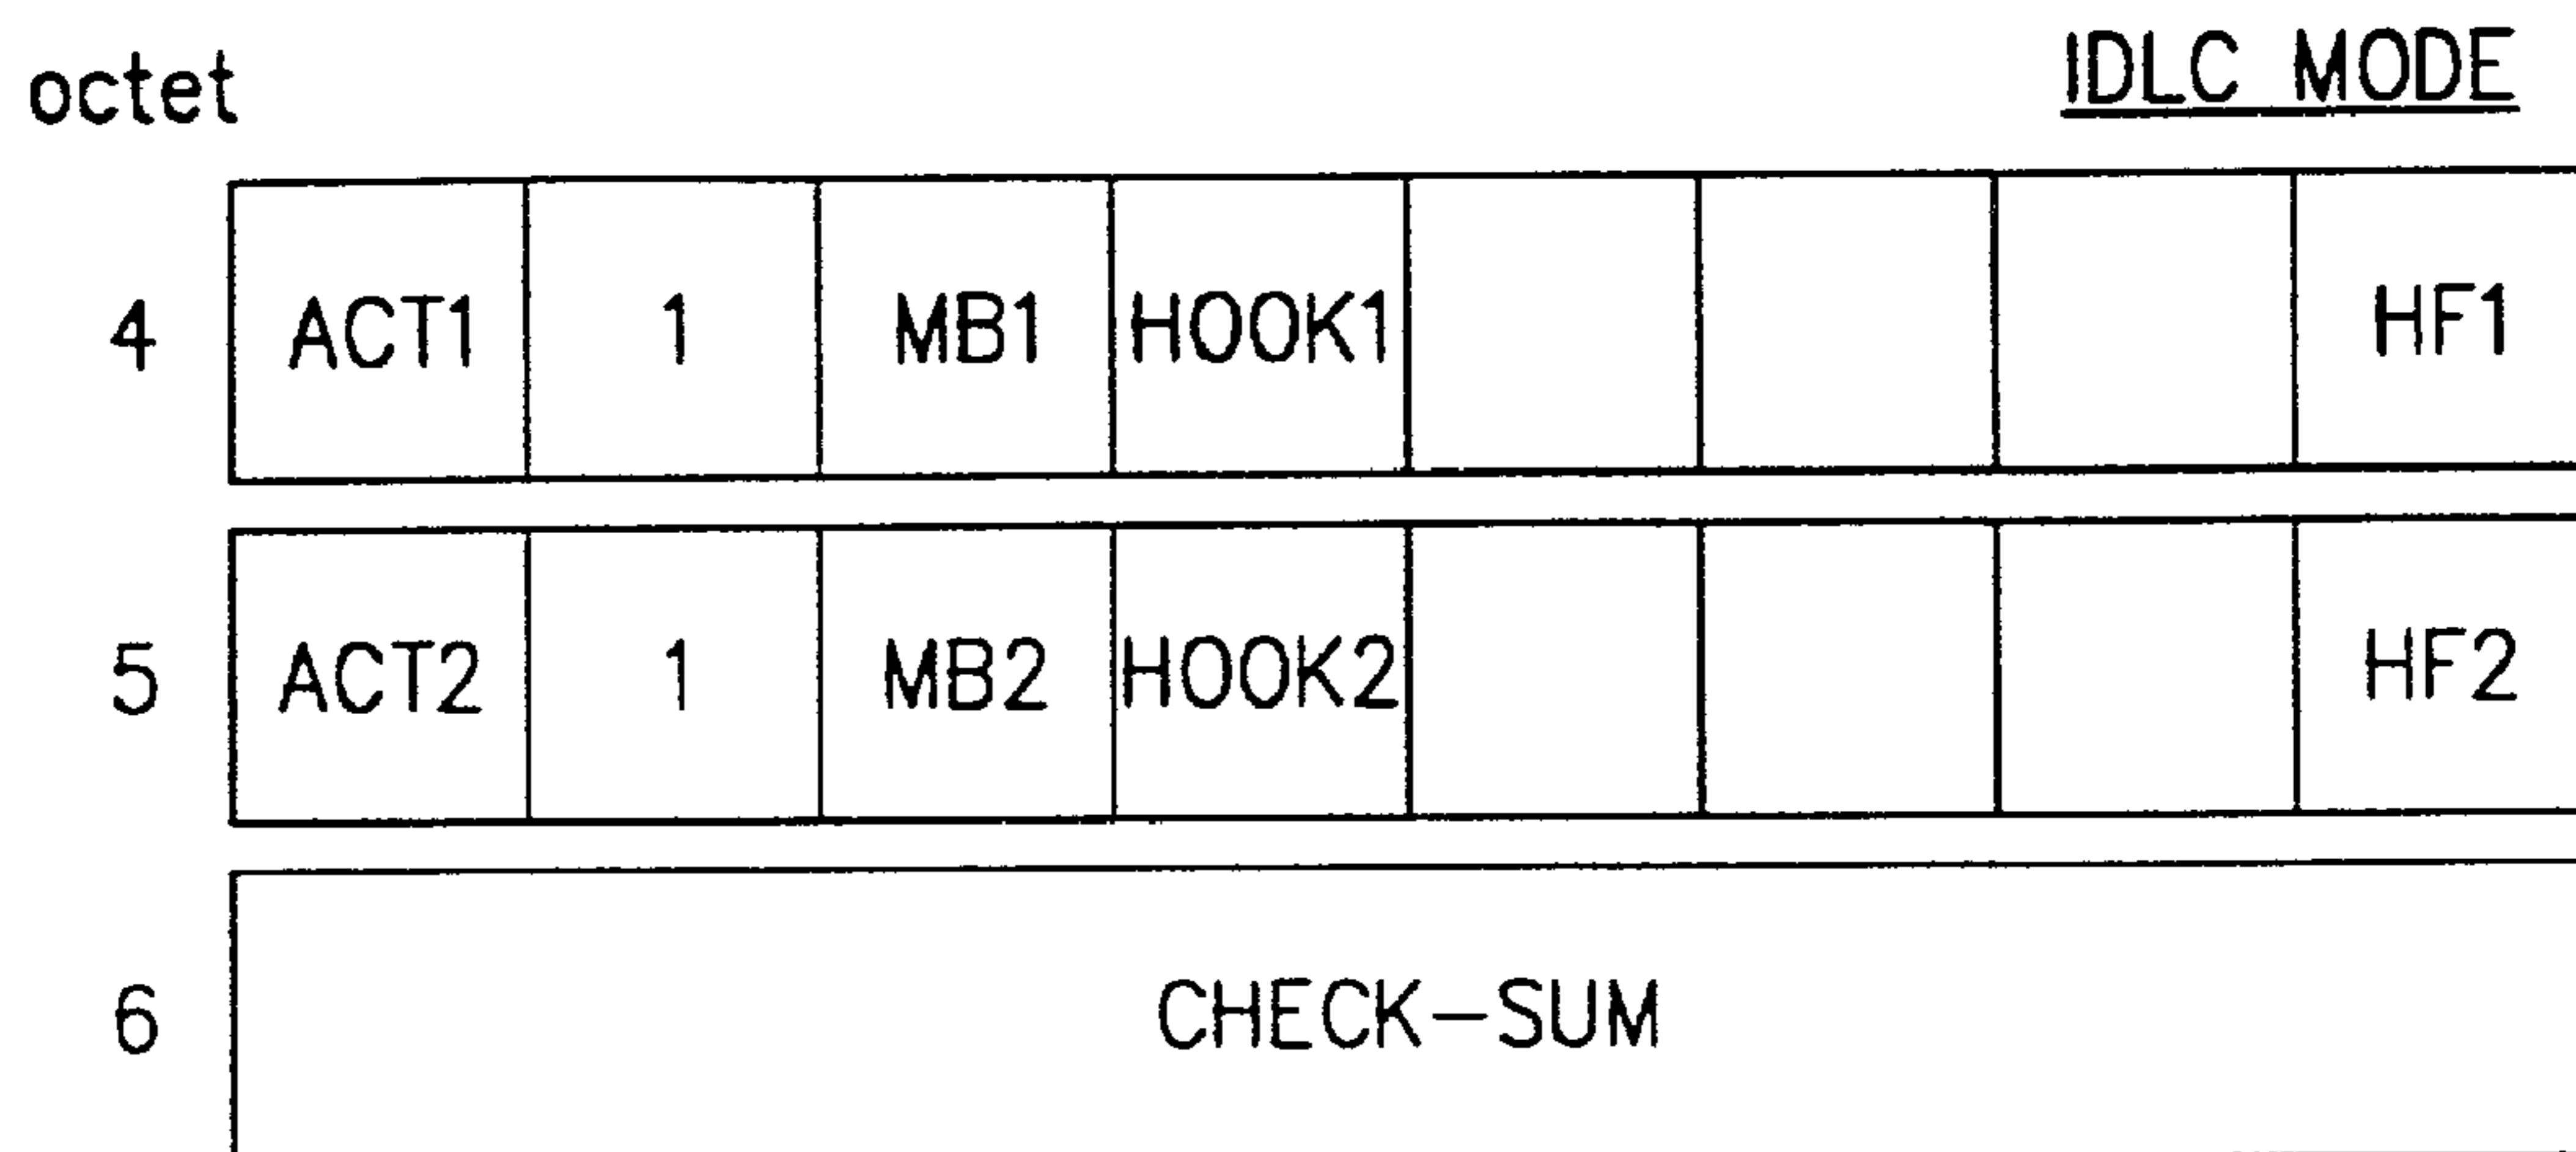 octet IDLC MODE
4 ACT1 1 MB1 HOOK1 HF1
5 ACT2 1 MB2 HOOK2 HF2
6 CHECK-SUM